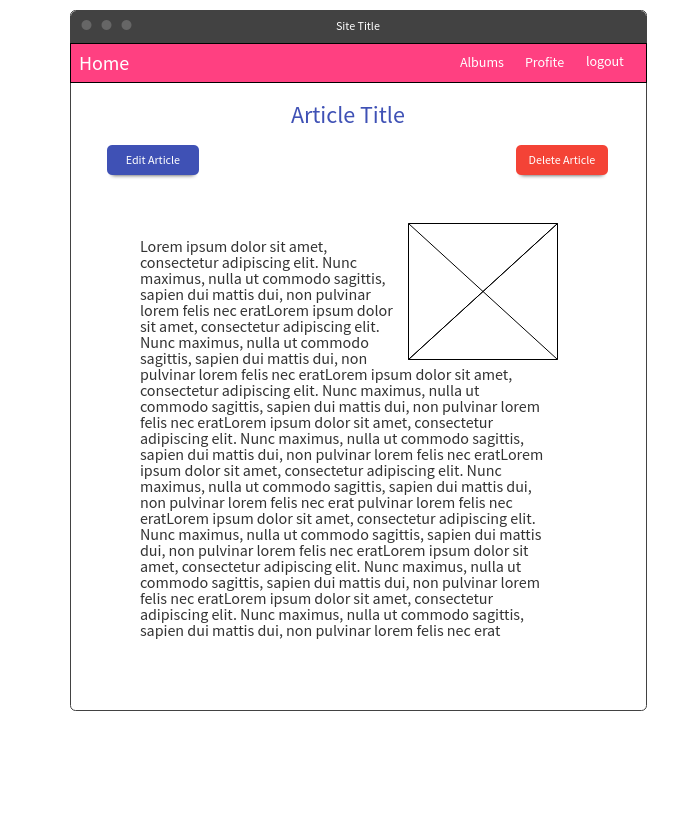 Site Title
Home Albums Profite logout
Article Title
Edit Article Delete Article
Lorem ipsum dolor sit amet,
consectetur adipiscing elit. Nunc
maximus, nulla ut commodo sagittis,
sapien dui mattis dui, non pulvinar
lorem felis nec eratLorem ipsum dolor
sit amet, consectetur adipiscing elit.
Nunc maximus, nulla ut commodo
sagittis, sapien dui mattis dui, non
pulvinar lorem felis nec eratLorem ipsum dolor sit amet,
consectetur adipiscing elit. Nunc maximus, nulla ut
commodo sagittis, sapien dui mattis dui, non pulvinar lorem
felis nec eratLorem ipsum dolor sit amet, consectetur
adipiscing elit. Nunc maximus, nulla ut commodo sagittis,
sapien dui mattis dui, non pulvinar lorem felis nec eratLorem
ipsum dolor sit amet, consectetur adipiscing elit. Nunc
maximus, nulla ut commodo sagittis, sapien dui mattis dui,
non pulvinar lorem felis nec erat pulvinar lorem felis nec
eratLorem ipsum dolor sit amet, consectetur adipiscing elit.
Nunc maximus, nulla ut commodo sagittis, sapien dui mattis
dui, non pulvinar lorem felis nec eratLorem ipsum dolor sit
amet, consectetur adipiscing elit. Nunc maximus, nulla ut
commodo sagittis, sapien dui mattis dui, non pulvinar lorem
felis nec eratLorem ipsum dolor sit amet, consectetur
adipiscing elit. Nunc maximus, nulla ut commodo sagittis,
sapien dui mattis dui, non pulvinar lorem felis nec erat